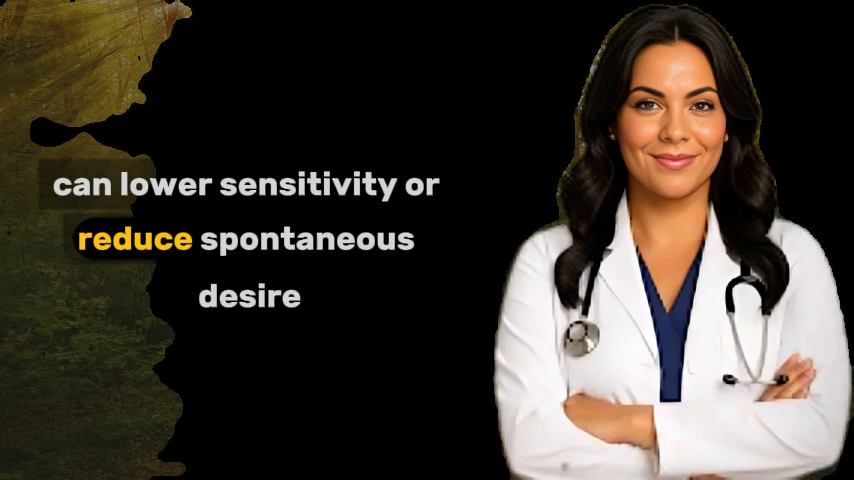 can lower sensitivity or
reduce spontaneous
desire